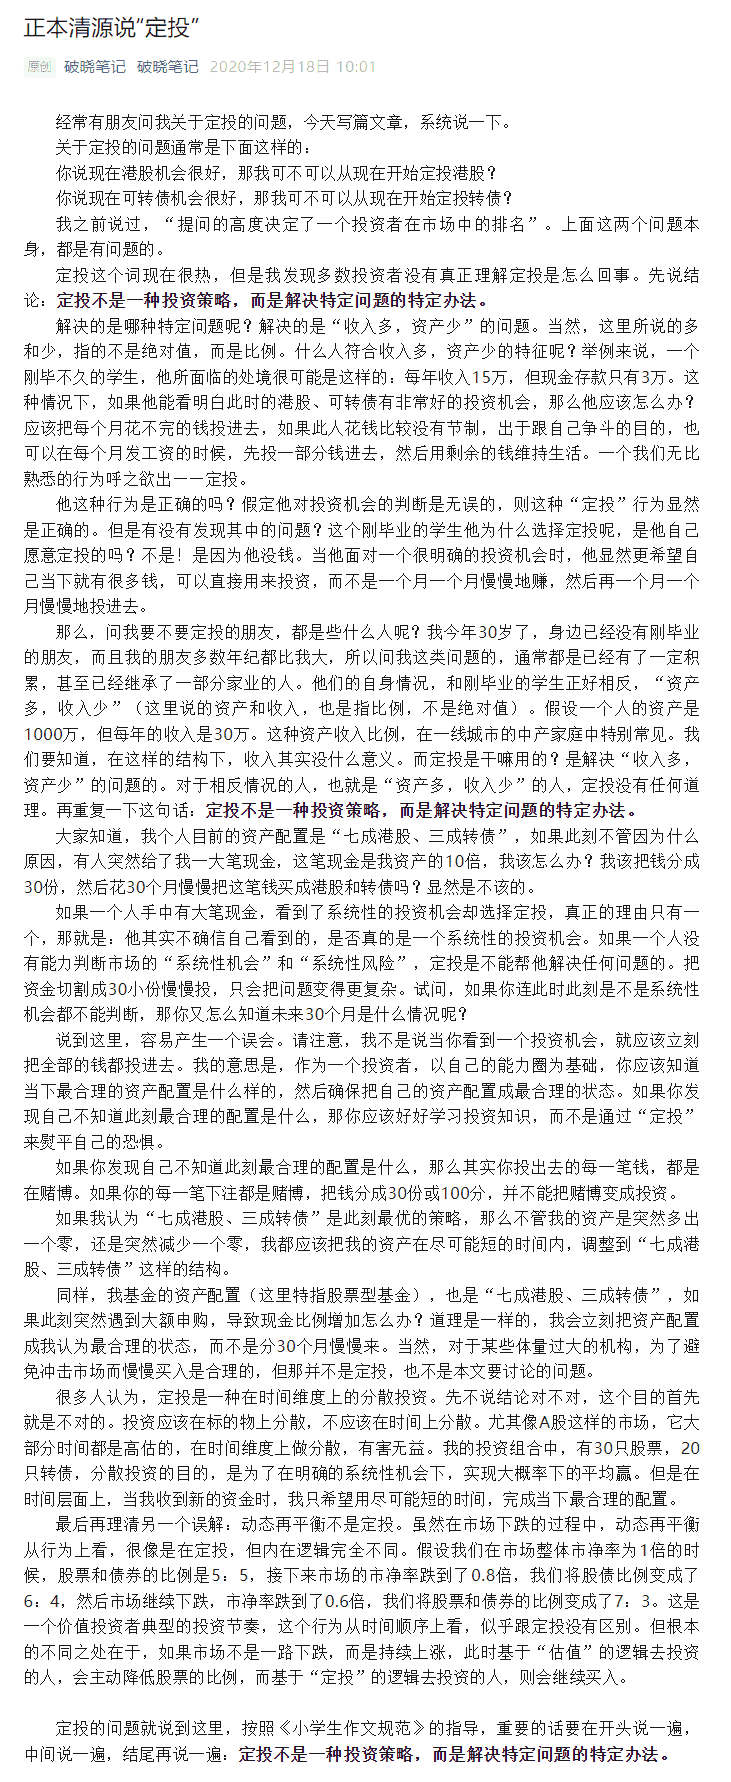 正本清源说“定投”
原创 破晓笔记 破晓笔记 2020年12月18日 10:01
经常有朋友问我关于定投的问题，今天写篇文章，系统说一下。
关于定投的问题通常是下面这样的：
你说现在港股机会很好，那我可不可以从现在开始定投港股？
你说现在可转债机会很好，那我可不可以从现在开始定投转债？
我之前说过，“提问的高度决定了一个投资者在市场中的排名”。上面这两个问题本
身，都是有问题的。
定投这个词现在很热，但是我发现多数投资者没有真正理解定投是怎么回事。先说结
论：定投不是一种投资策略，而是解决特定问题的特定办法。
解决的是哪种特定问题呢？解决的是“收入多，资产少”的问题。当然，这里所说的多
和少，指的不是绝对值，而是比例。什么人符合收入多，资产少的特征呢？举例来说，一个
刚毕不久的学生，他所面临的处境很可能是这样的：每年收入15万，但现金存款只有3万。这
种情况下，如果他能看明白此时的港股、可转债有非常好的投资机会，那么他应该怎么办？
应该把每个月花不完的钱投进去，如果此人花钱比较没有节制，出于跟自己争斗的目的，也
可以在每个月发工资的时候，先投一部分钱进去，然后用剩余的钱维持生活。一个我们无比
熟悉的行为呼之欲出——定投。
他这种行为是正确的吗？假定他对投资机会的判断是无误的，则这种“定投”行为显然
是正确的。但是有没有发现其中的问题？这个刚毕业的学生他为什么选择定投呢，是他自己
愿意定投的吗？不是！是因为他没钱。当他面对一个很明确的投资机会时，他显然更希望自
己当下就有很多钱，可以直接用来投资，而不是一个月一个月慢慢地赚，然后再一个月一个
月慢慢地投进去。
那么，问我要不要定投的朋友，都是些什么人呢？我今年30岁了，身边已经没有刚毕业
的朋友，而且我的朋友多数年纪都比我大，所以问我这类问题的，通常都是已经有了一定积
累，甚至已经继承了一部分家业的人。他们的自身情况，和刚毕业的学生正好相反，“资产
多，收入少”（这里说的资产和收入，也是指比例，不是绝对值）。假设一个人的资产是
1000万，但每年的收入是30万。这种资产收入比例，在一线城市的中产家庭中特别常见。我
们要知道，在这样的结构下，收入其实没什么意义。而定投是干嘛用的？是解决“收入多，
资产少”的问题的。对于相反情况的人，也就是“资产多，收入少”的人，定投没有任何道
理。再重复一下这句话：定投不是一种投资策略，而是解决特定问题的特定办法。
大家知道，我个人目前的资产配置是“七成港股、三成转债”，如果此刻不管因为什么
原因，有人突然给了我一大笔现金，这笔现金是我资产的10倍，我该怎么办？我该把钱分成
30份，然后花30个月慢慢把这笔钱买成港股和转债吗？显然是不该的。
如果一个人手中有大笔现金，看到了系统性的投资机会却选择定投，真正的理由只有一
个，那就是：他其实不确信自己看到的，是否真的是一个系统性的投资机会。如果一个人没
有能力判断市场的“系统性机会”和“系统性风险”，定投是不能帮他解决任何问题的。把
资金切割成30小份慢慢投，只会把问题变得更复杂。试问，如果你连此时此刻是不是系统性
机会都不能判断，那你又怎么知道未来30个月是什么情况呢？
说到这里，容易产生一个误会。请注意，我不是说当你看到一个投资机会，就应该立刻
把全部的钱都投进去。我的意思是，作为一个投资者，以自己的能力圈为基础，你应该知道
当下最合理的资产配置是什么样的，然后确保把自己的资产配置成最合理的状态。如果你发
现自己不知道此刻最合理的配置是什么，那你应该好好学习投资知识，而不是通过“定投”
来熨平自己的恐惧。
如果你发现自己不知道此刻最合理的配置是什么，那么其实你投出去的每一笔钱，都是
在赌博。如果你的每一笔下注都是赌博，把钱分成30份或100分，并不能把赌博变成投资。
如果我认为“七成港股、三成转债”是此刻最优的策略，那么不管我的资产是突然多出
一个零，还是突然减少一个零，我都应该把我的资产在尽可能短的时间内，调整到“七成港
股、三成转债”这样的结构。
同样，我基金的资产配置（这里特指股票型基金），也是“七成港股、三成转债”，如
果此刻突然遇到大额申购，导致现金比例增加怎么办？道理是一样的，我会立刻把资产配置
成我认为最合理的状态，而不是分30个月慢慢来。当然，对于某些体量过大的机构，为了避
免冲击市场而慢慢买入是合理的，但那并不是定投，也不是本文要讨论的问题。
很多人认为，定投是一种在时间维度上的分散投资。先不说结论对不对，这个目的首先
就是不对的。投资应该在标的物上分散，不应该在时间上分散。尤其像A股这样的市场，它大
部分时间都是高估的，在时间维度上做分散，有害无益。我的投资组合中，有30只股票，20
只转债，分散投资的目的，是为了在明确的系统性机会下，实现大概率下的平均赢。但是在
时间层面上，当我收到新的资金时，我只希望用尽可能短的时间，完成当下最合理的配置。
最后再理清另一个误解：动态再平衡不是定投。虽然在市场下跌的过程中，动态再平衡
从行为上看，很像是在定投，但内在逻辑完全不同。假设我们在市场整体市净率为1倍的时
候，股票和债券的比例是5：5，接下来市场的市净率跌到了0.8倍，我们将股债比例变成了
6：4，然后市场继续下跌，市净率跌到了0.6倍，我们将股票和债券的比例变成了7：3。这是
一个价值投资者典型的投资节奏，这个行为从时间顺序上看，似乎跟定投没有区别。但根本
的不同之处在于，如果市场不是一路下跌，而是持续上涨，此时基于“估值”的逻辑去投资
的人，会主动降低股票的比例，而基于“定投”的逻辑去投资的人，则会继续买入。
定投的问题就说到这里，按照《小学生作文规范》的指导，重要的话要在开头说一遍，
中间说一遍，结尾再说一遍：定投不是一种投资策略，而是解决特定问题的特定办法。